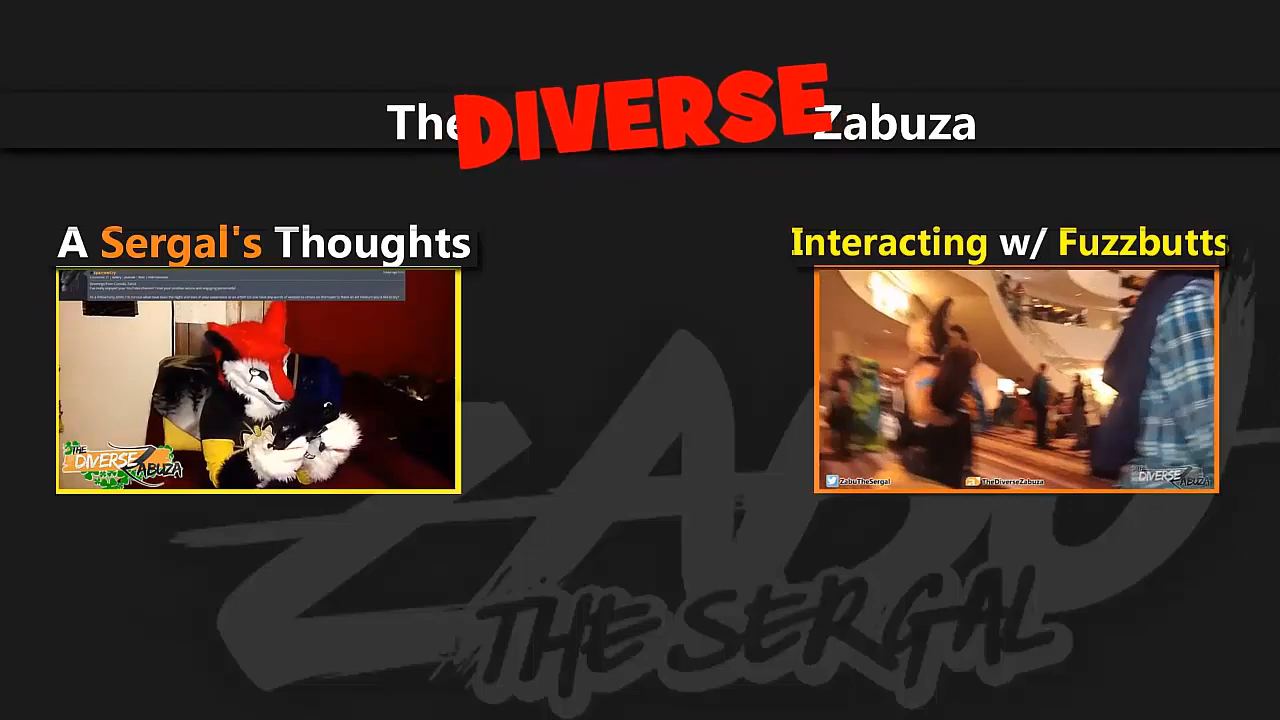 The DIVERSE Zabuza
A Sergal's Thoughts
Interacting w/ Fuzzbutts
THE
DIVERSE
ZABUZA
ZabuTheSergal
TheDiverseZabuza
THE
DIVERSE
ZABUZA
ZABU
THE SERGAL